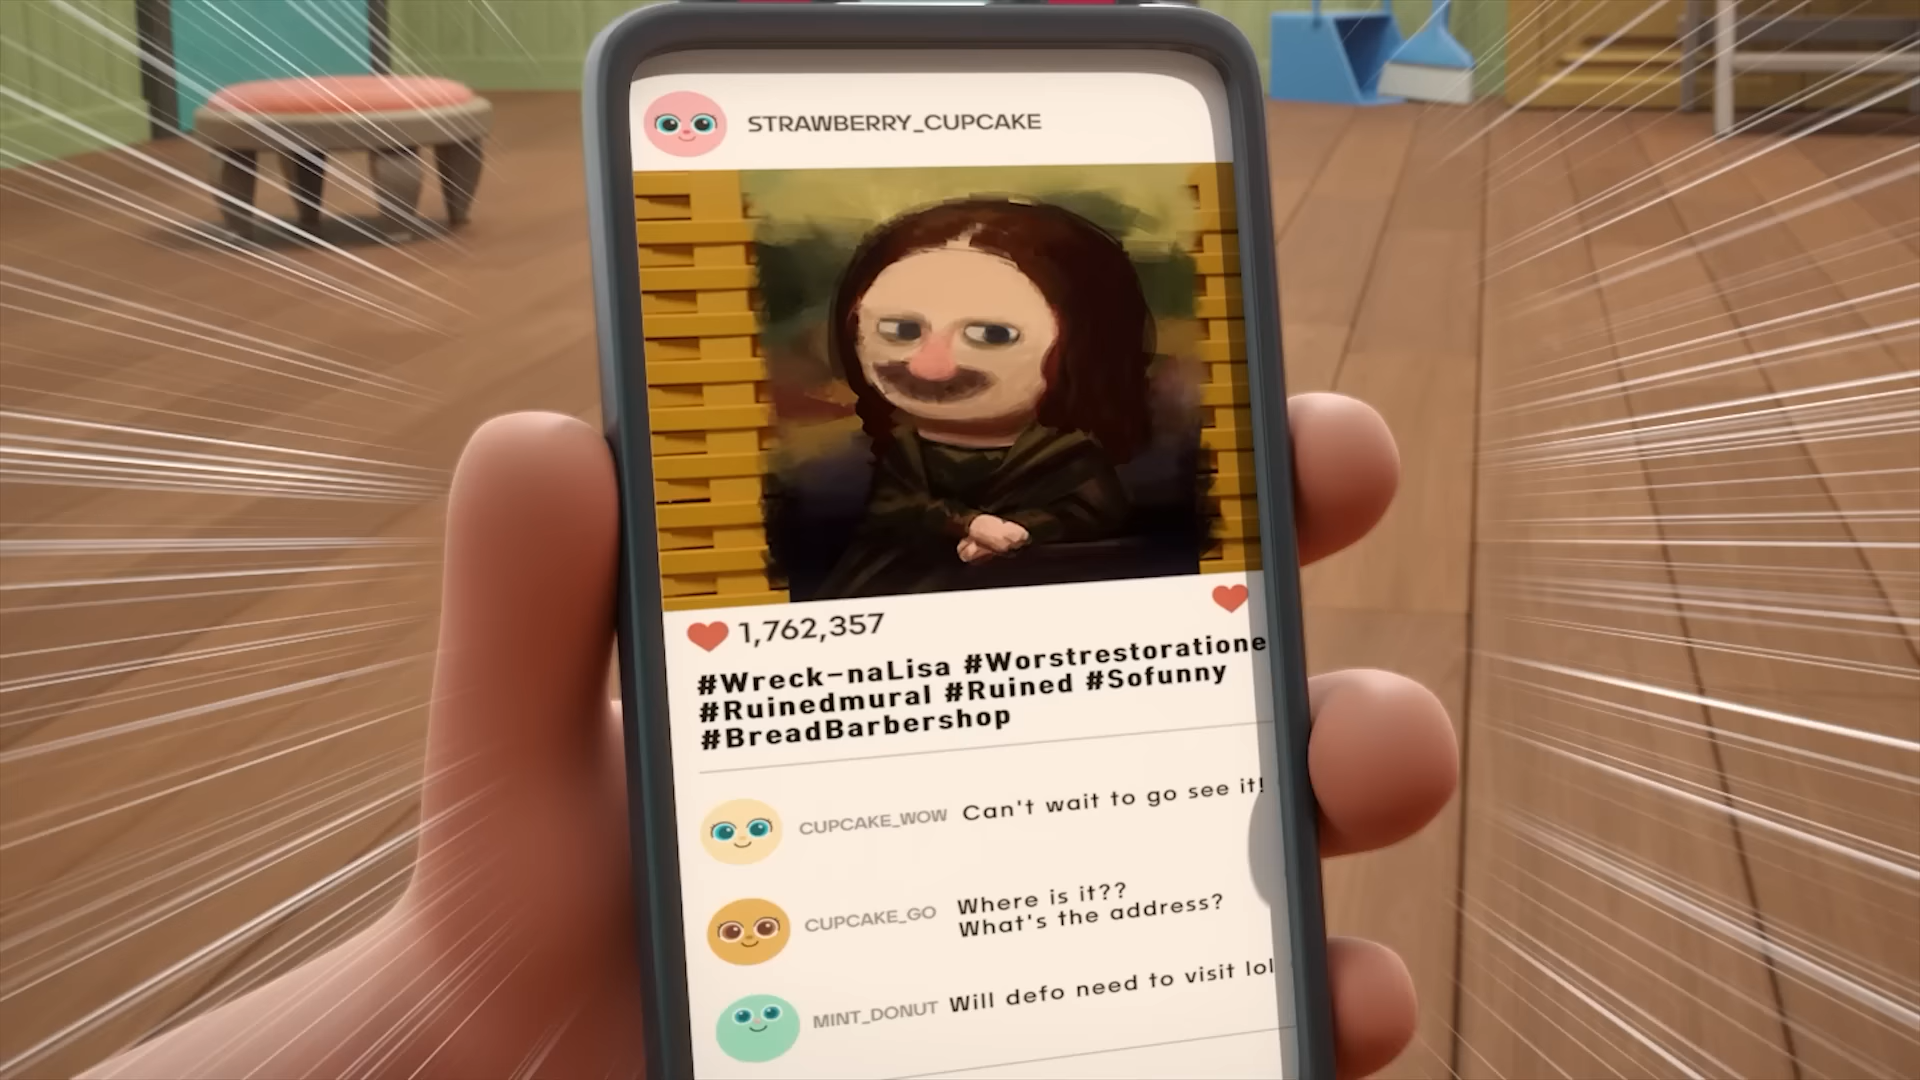 STRAWBERRY_CUPCAKE
1,762,357
#Wreck-naLisa #Worstrestoratione
#Ruinedmural #Ruined #Sofunny
#BreadBarbershop
CUPCAKE_WOW Can't wait to go see it!
CUPCAKE_GO Where is it??
What's the address?
MINT_DONUT Will defo need to visit lol